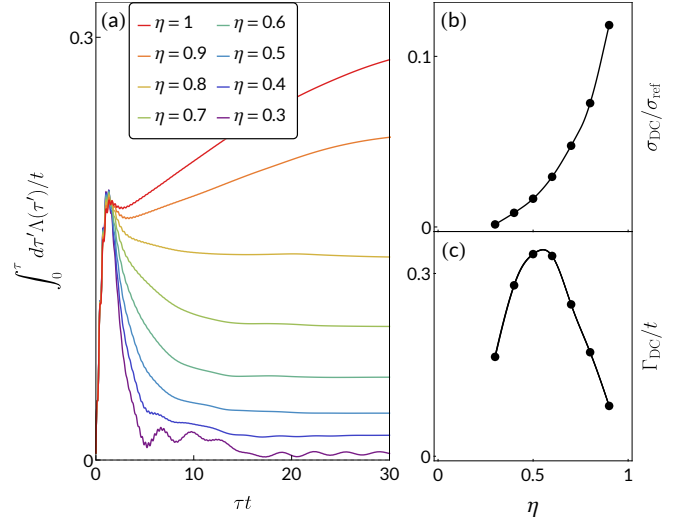 (a)
0.3
η = 1
η = 0.6
η = 0.9
η = 0.5
η = 0.8
η = 0.4
η = 0.7
η = 0.3
∫₀^τ dτ′Λ(τ′)/t
0
0 10 20 30
τt
(b)
0.1
0
σ_DC/σ_ref
(c)
0.3
0
Γ_DC/t
0 0.5 1
η